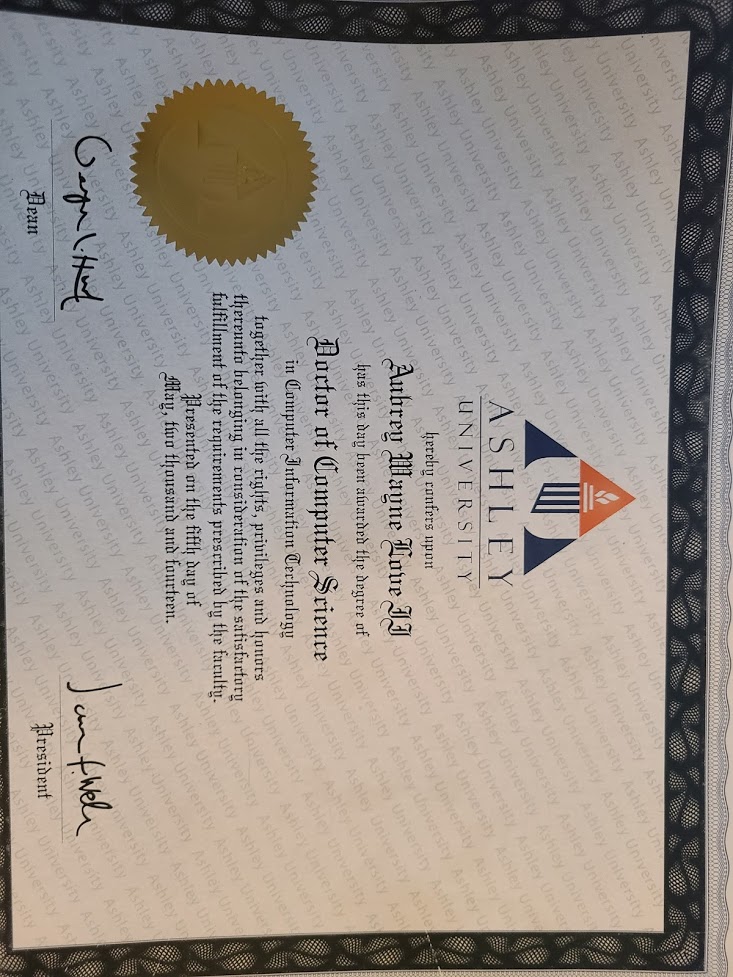 ASHLEY
UNIVERSITY
hereby confers upon
Aubrey Wayne Love II
has this day been awarded the degree of
Doctor of Computer Science
in Computer Information Technology
together with all the rights, privileges and honors
thereunto belonging in consideration of the satisfactory
fulfillment of the requirements prescribed by the faculty.
Presented on the fifth day of
May, two thousand and fourteen.
Dean
President